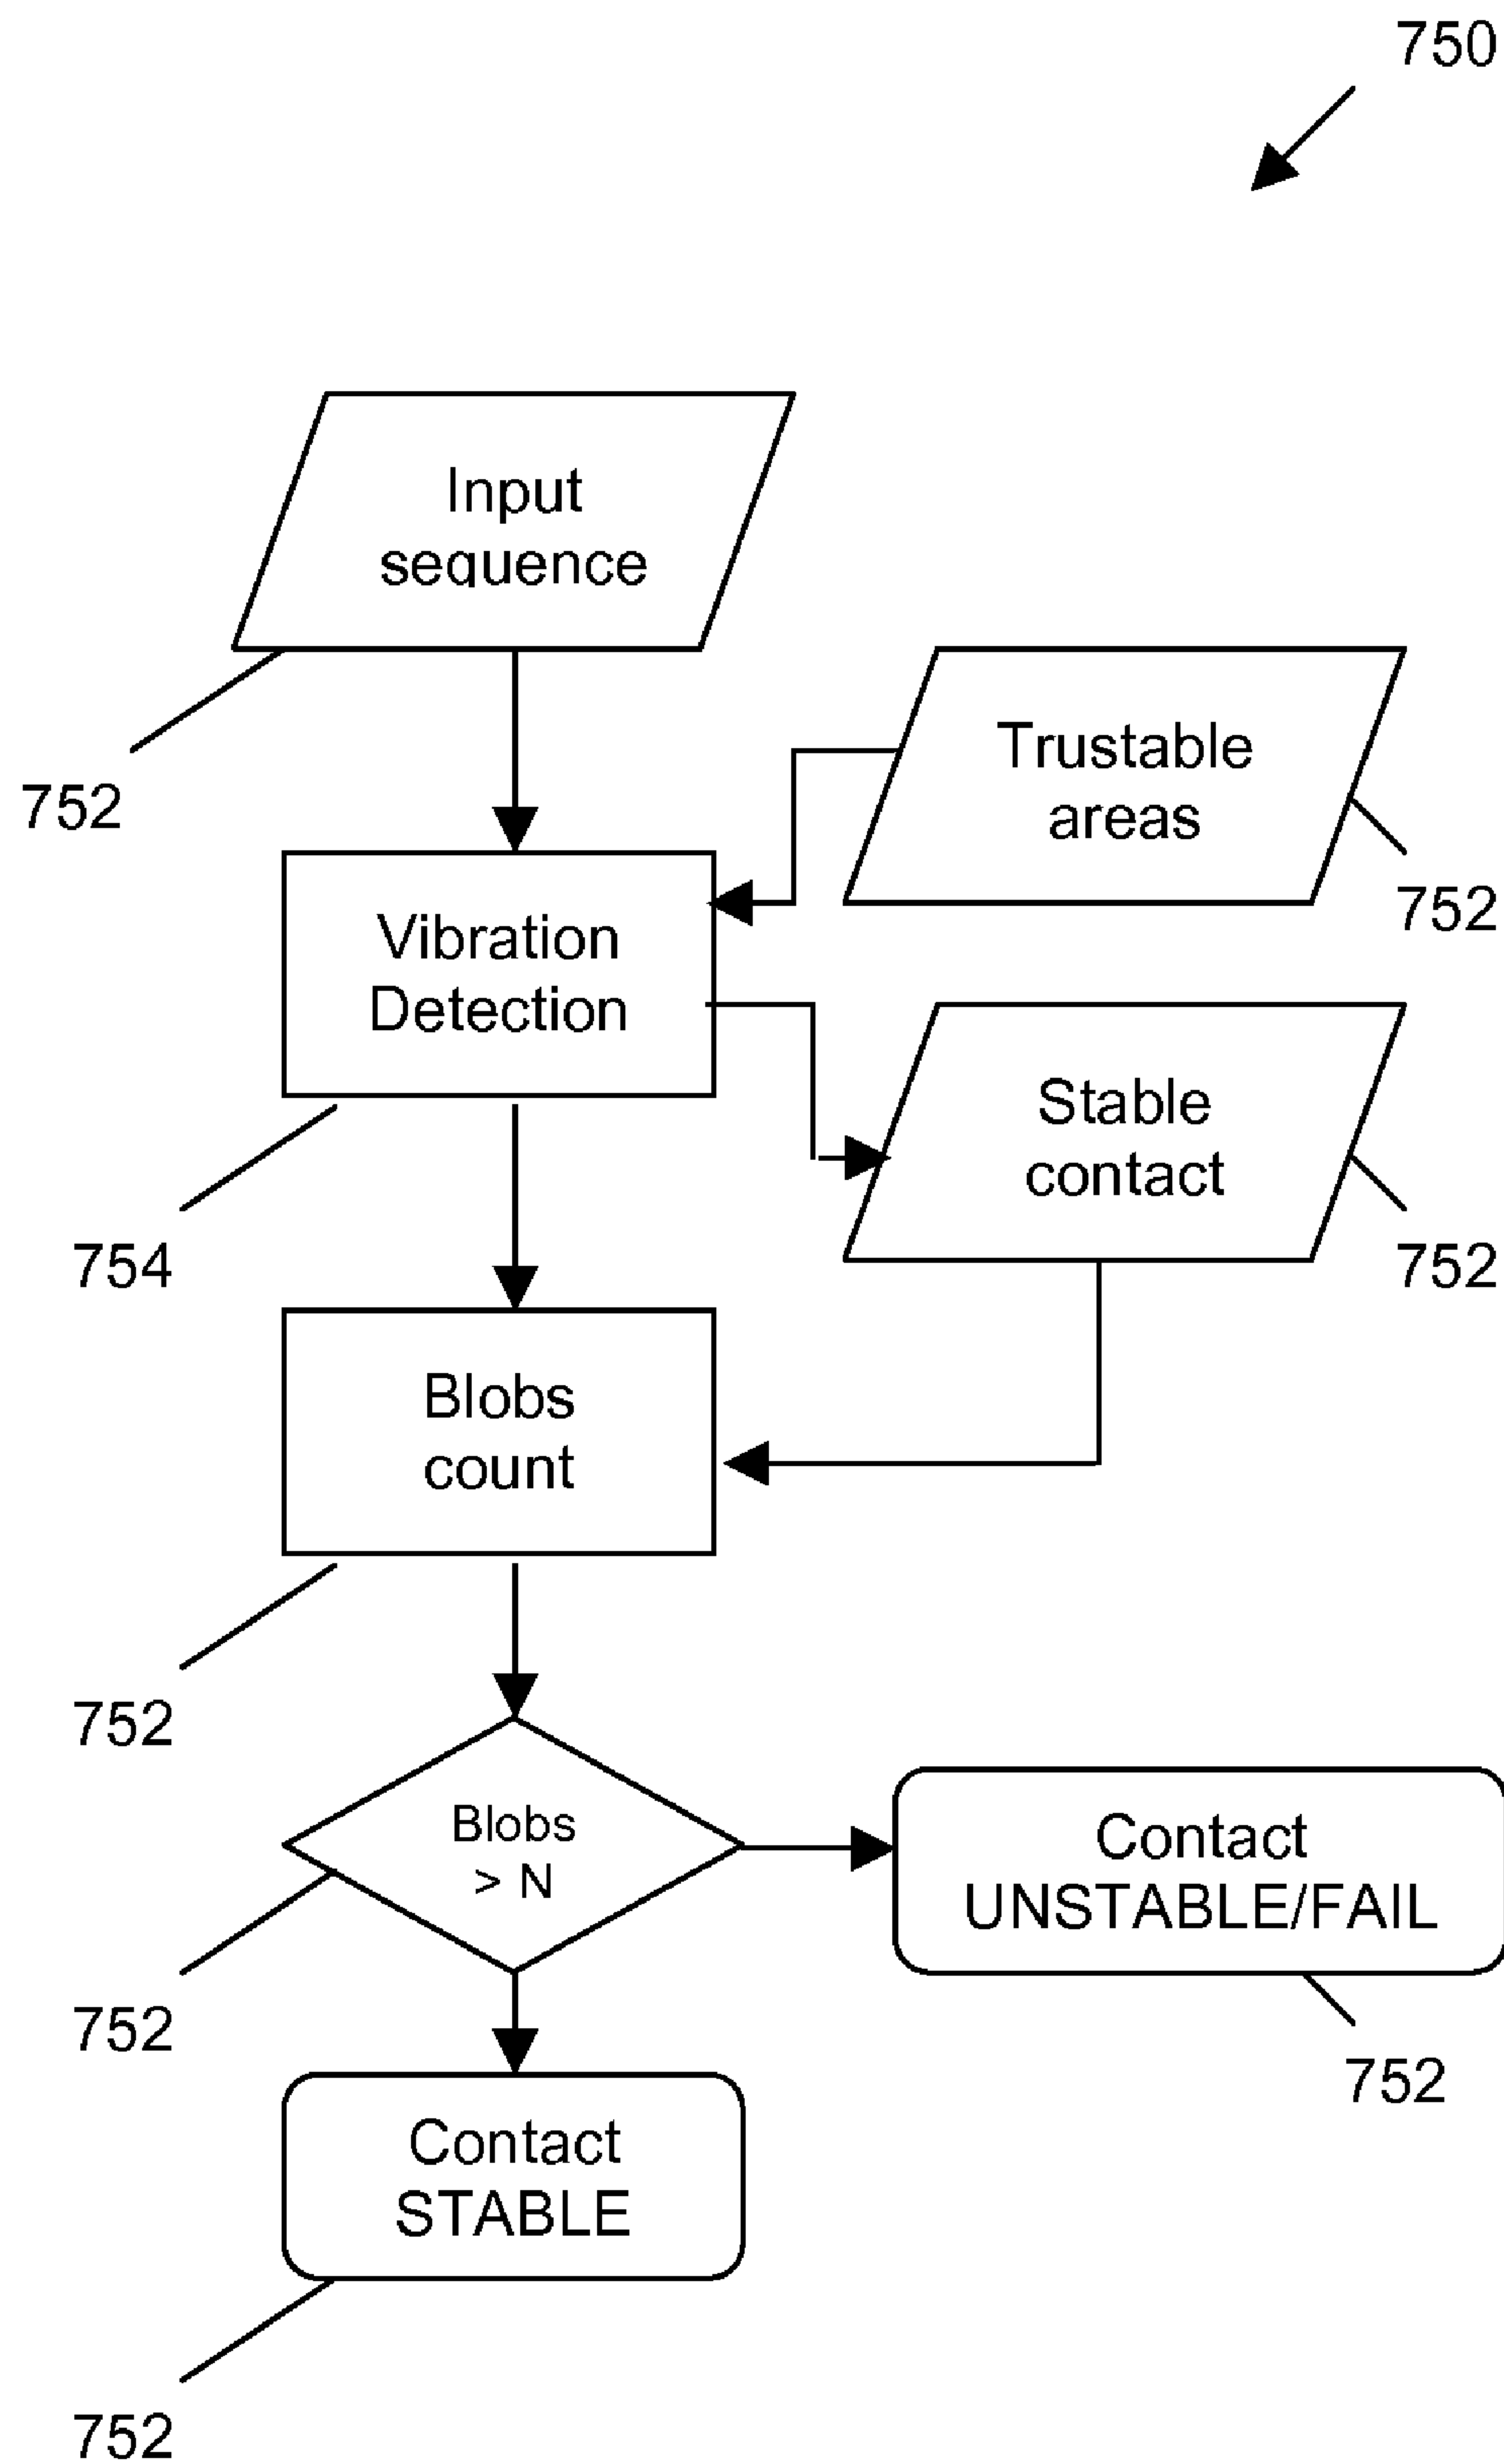 750
Input
sequence
752
Trustable
areas
752
Vibration
Detection
754
Stable
contact
752
Blobs
count
752
Blobs
> N
752
Contact
UNSTABLE/FAIL
752
Contact
STABLE
752